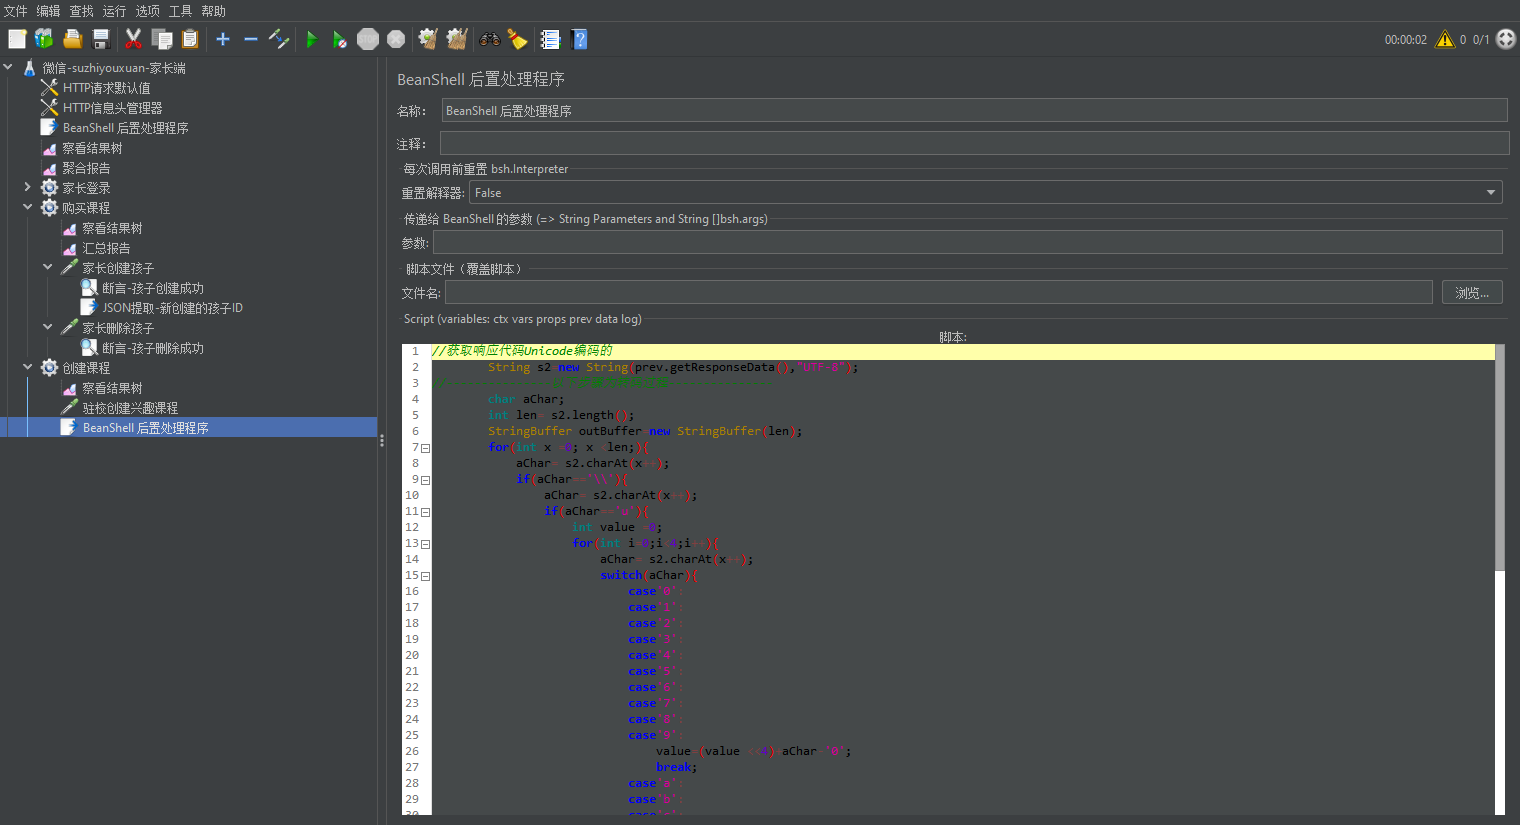 文件 编辑 查找 运行 选项 工具 帮助
00:00:02 0 0/1
微信-suzhiyouxuan-家长端
HTTP请求默认值
HTTP信息头管理器
BeanShell 后置处理程序
察看结果树
聚合报告
家长登录
购买课程
察看结果树
汇总报告
家长创建孩子
断言-孩子创建成功
JSON提取-新创建的孩子ID
家长删除孩子
断言-孩子删除成功
创建课程
察看结果树
驻校创建兴趣课程
BeanShell 后置处理程序
BeanShell 后置处理程序
名称: BeanShell 后置处理程序
注释:
每次调用前重置 bsh.Interpreter
重置解释器: False
传递给 BeanShell 的参数 (=> String Parameters and String []bsh.args)
参数:
脚本文件（覆盖脚本）
文件名: 浏览...
Script (variables: ctx vars props prev data log)
脚本:
1 //获取响应代码Unicode编码的
2 String s2=new String(prev.getResponseData(),"UTF-8");
3
4 char aChar;
5 int len= s2.length();
6 StringBuffer outBuffer=new StringBuffer(len);
7 for(int x =0; x < len;){
8 aChar= s2.charAt(x++);
9 if(aChar=='\\'){
10 aChar= s2.charAt(x++);
11 if(aChar=='u'){
12 int value =0;
13 for(int i=0;i<4;i++){
14 aChar= s2.charAt(x++);
15 switch(aChar){
16 case'0':
17 case'1':
18 case'2':
19 case'3':
20 case'4':
21 case'5':
22 case'6':
23 case'7':
24 case'8':
25 case'9':
26 value=(value <<4)+aChar-'0';
27 break;
28 case'a':
29 case'b':